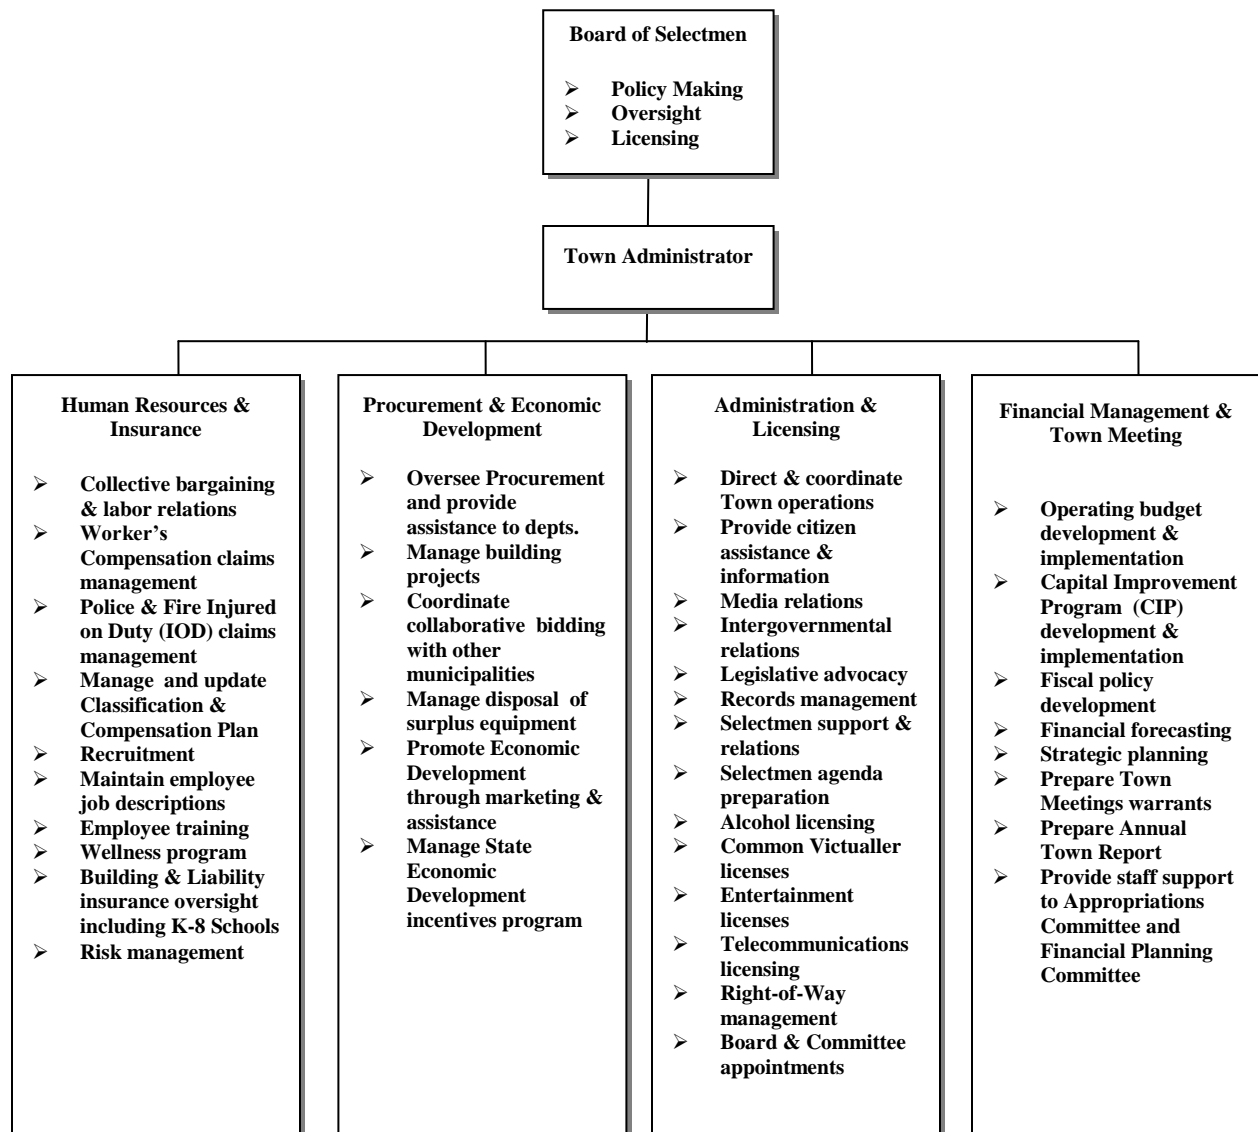 Board of Selectmen
➢ Policy Making
➢ Oversight
➢ Licensing
Town Administrator
Human Resources &
Insurance
➢ Collective bargaining
& labor relations
➢ Worker’s
Compensation claims
management
➢ Police & Fire Injured
on Duty (IOD) claims
management
➢ Manage and update
Classification &
Compensation Plan
➢ Recruitment
➢ Maintain employee
job descriptions
➢ Employee training
➢ Wellness program
➢ Building & Liability
insurance oversight
including K-8 Schools
➢ Risk management
Procurement & Economic
Development
➢ Oversee Procurement
and provide
assistance to depts.
➢ Manage building
projects
➢ Coordinate
collaborative bidding
with other
municipalities
➢ Manage disposal of
surplus equipment
➢ Promote Economic
Development
through marketing &
assistance
➢ Manage State
Economic
Development
incentives program
Administration &
Licensing
➢ Direct & coordinate
Town operations
➢ Provide citizen
assistance &
information
➢ Media relations
➢ Intergovernmental
relations
➢ Legislative advocacy
➢ Records management
➢ Selectmen support &
relations
➢ Selectmen agenda
preparation
➢ Alcohol licensing
➢ Common Victualler
licenses
➢ Entertainment
licenses
➢ Telecommunications
licensing
➢ Right-of-Way
management
➢ Board & Committee
appointments
Financial Management &
Town Meeting
➢ Operating budget
development &
implementation
➢ Capital Improvement
Program (CIP)
development &
implementation
➢ Fiscal policy
development
➢ Financial forecasting
➢ Strategic planning
➢ Prepare Town
Meetings warrants
➢ Prepare Annual
Town Report
➢ Provide staff support
to Appropriations
Committee and
Financial Planning
Committee